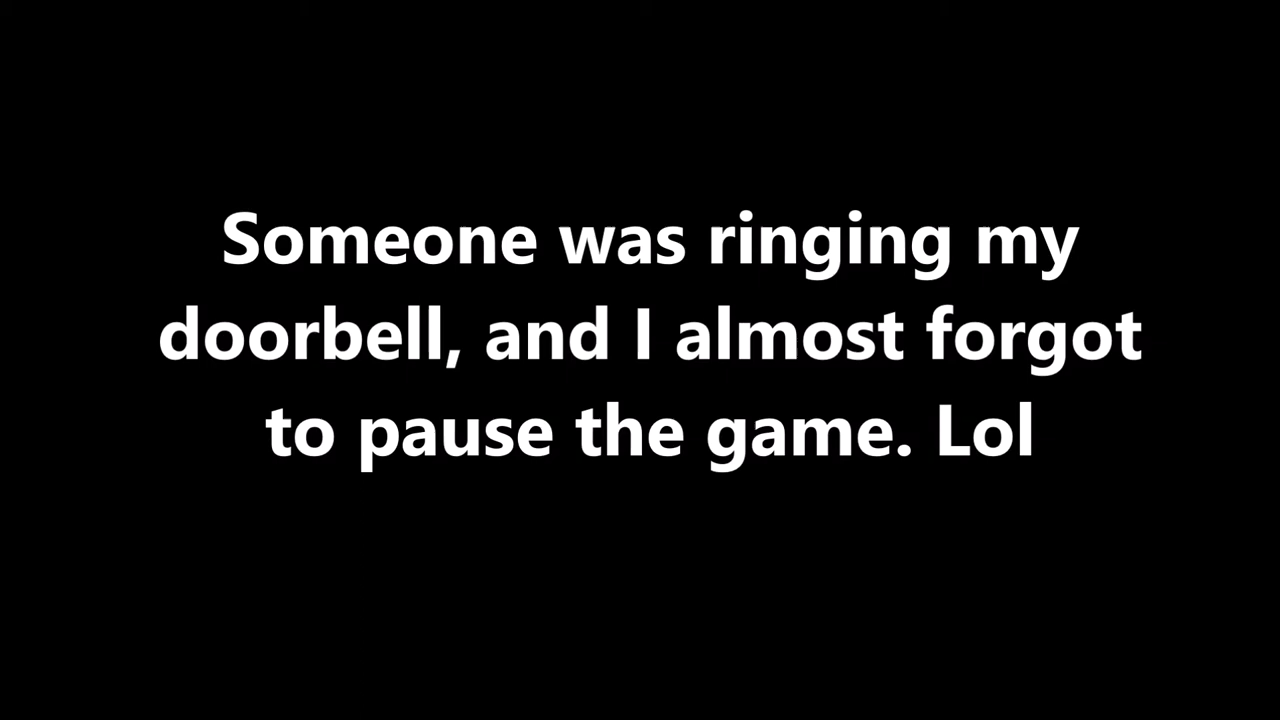 Someone was ringing my
doorbell, and I almost forgot
to pause the game. Lol